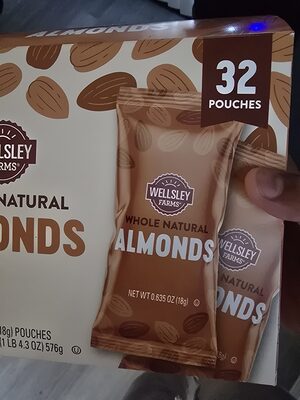 ALMONDS
32
POUCHES
WELLSLEY
FARMS®
NATURAL
ONDS
18g) POUCHES
(1 LB 4.3 OZ) 576g
WELLSLEY
FARMS®
WHOLE NATURAL
ALMONDS
NET WT 0.635 OZ (18g)
WELLSLEY
FARMS®
NATURAL
ONDS